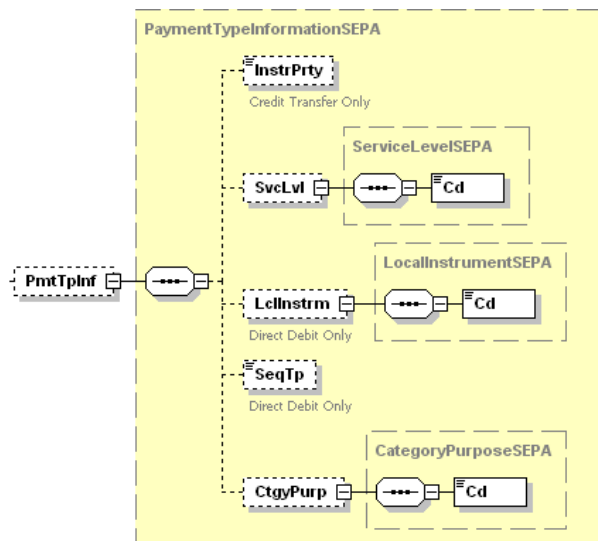 PaymentTypeInformationSEPA
InstrPrty
Credit Transfer Only
ServiceLevelSEPA
SvcLvl
Cd
PmtTpInf
LocalInstrumentSEPA
LclInstrm
Cd
Direct Debit Only
SeqTp
Direct Debit Only
CategoryPurposeSEPA
CtgyPurp
Cd